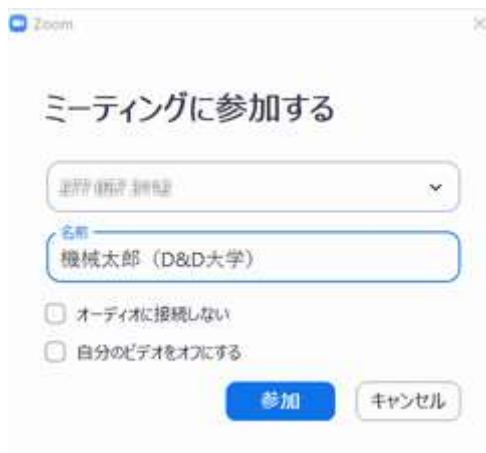 Zoom
ミーティングに参加する
名前
機械太郎（D&D大学）
オーディオに接続しない
自分のビデオをオフにする
参加
キャンセル